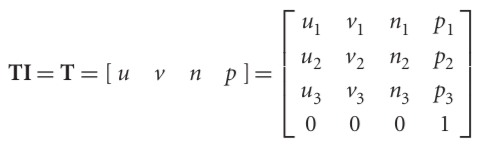 TI = T = [ u v n p ] = [ u₁ v₁ n₁ p₁
u₂ v₂ n₂ p₂
u₃ v₃ n₃ p₃
0 0 0 1 ]